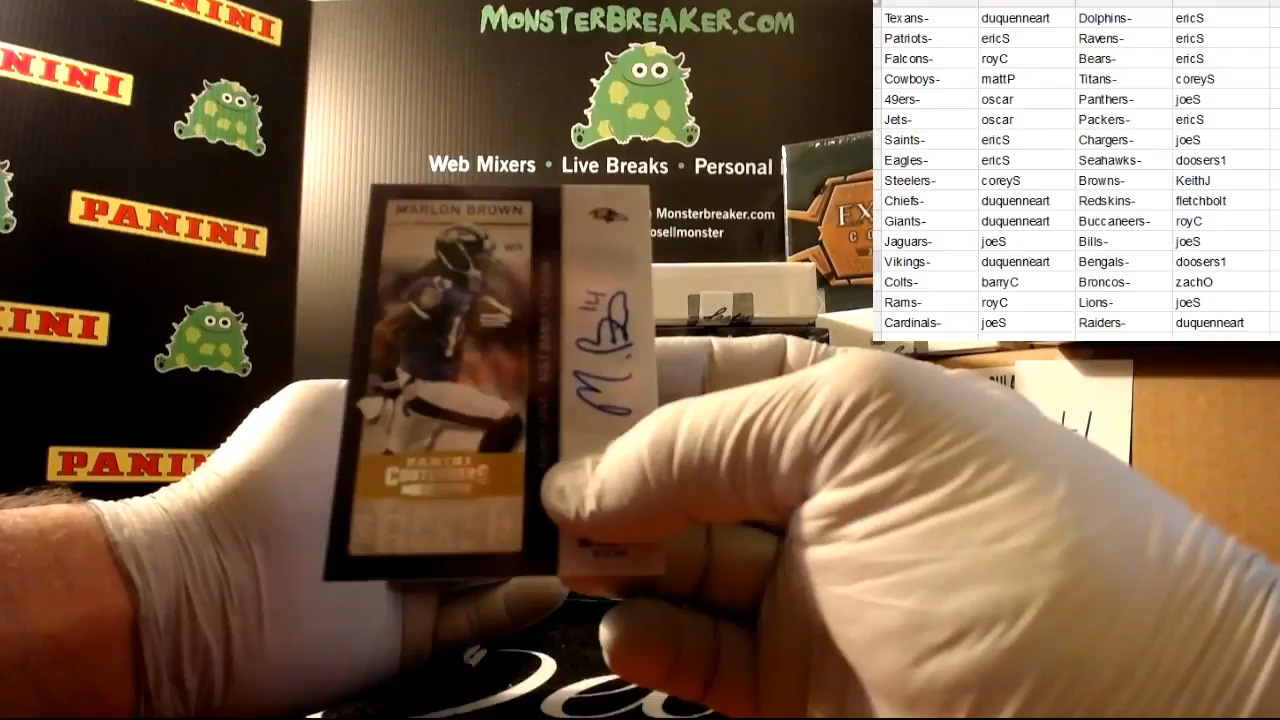 MONSTERBREAKER.COM
Web Mixers • Live Breaks • Personal
Monsterbreaker.com
osellmonster
PANINI
PANINI
PANINI
MARLON BROWN
WR
PANINI
CONTENDERS
M. B 14
Texans- duquenneart Dolphins- ericS
Patriots- ericS Ravens- ericS
Falcons- royC Bears- ericS
Cowboys- mattP Titans- coreyS
49ers- oscar Panthers- joeS
Jets- oscar Packers- ericS
Saints- ericS Chargers- joeS
Eagles- ericS Seahawks- doosers1
Steelers- coreyS Browns- KeithJ
Chiefs- duquenneart Redskins- fletchbolt
Giants- duquenneart Buccaneers- royC
Jaguars- joeS Bills- joeS
Vikings- duquenneart Bengals- doosers1
Colts- barryC Broncos- zachO
Rams- royC Lions- joeS
Cardinals- joeS Raiders- duquenneart